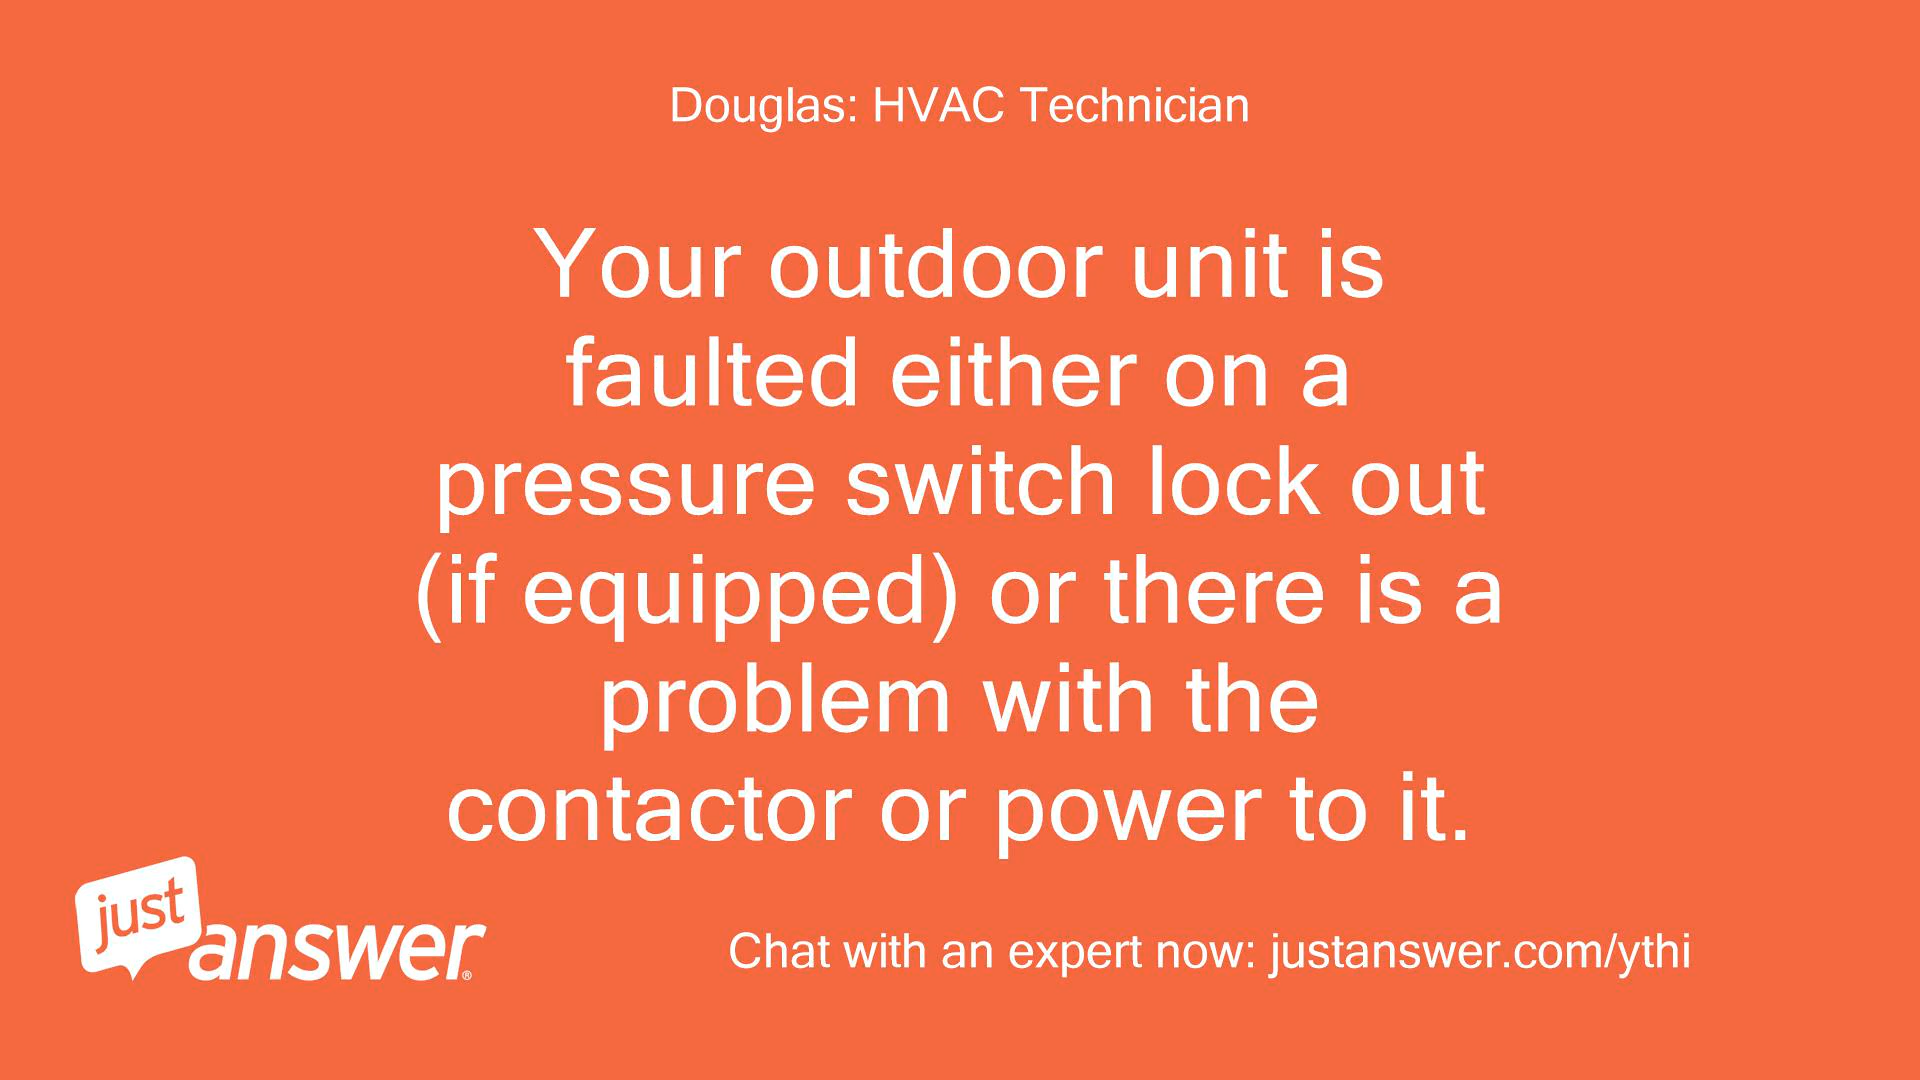 Douglas: HVAC Technician
Your outdoor unit is
faulted either on a
pressure switch lock out
(if equipped) or there is a
problem with the
contactor or power to it.
just
answer®
Chat with an expert now: justanswer.com/ythi